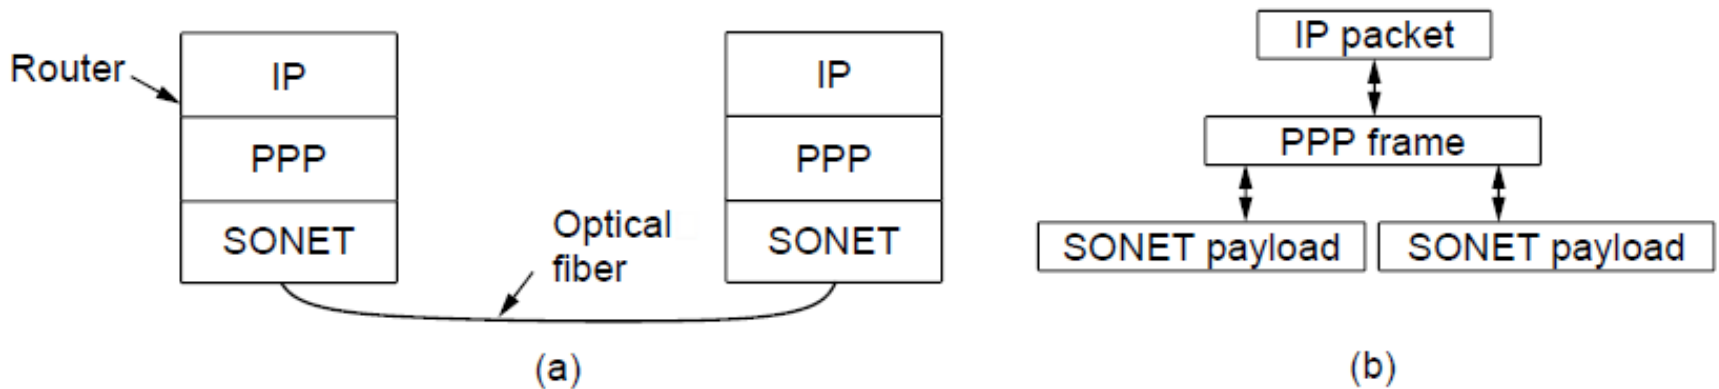 Router
IP
PPP
SONET
Optical
fiber
IP
PPP
SONET
(a)
IP packet
PPP frame
SONET payload
SONET payload
(b)